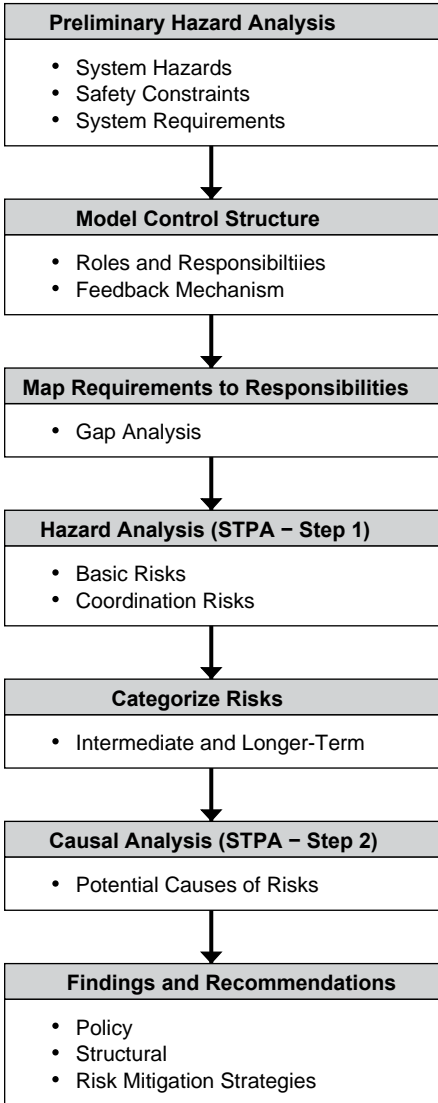 Preliminary Hazard Analysis
• System Hazards
• Safety Constraints
• System Requirements
Model Control Structure
• Roles and Responsibiltiies
• Feedback Mechanism
Map Requirements to Responsibilities
• Gap Analysis
Hazard Analysis (STPA − Step 1)
• Basic Risks
• Coordination Risks
Categorize Risks
• Intermediate and Longer-Term
Causal Analysis (STPA − Step 2)
• Potential Causes of Risks
Findings and Recommendations
• Policy
• Structural
• Risk Mitigation Strategies